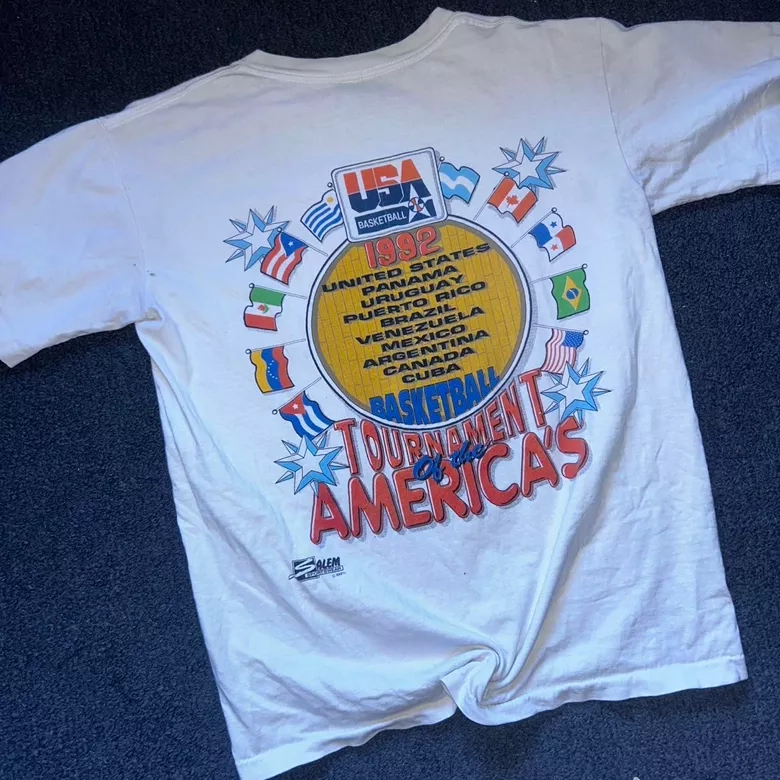 USA
BASKETBALL
1992
UNITED STATES
PANAMA
URUGUAY
PUERTO RICO
BRAZIL
VENEZUELA
MEXICO
ARGENTINA
CANADA
CUBA
BASKETBALL
TOURNAMENT
Of the
AMERICA'S
SALEM
SPORTSWEAR